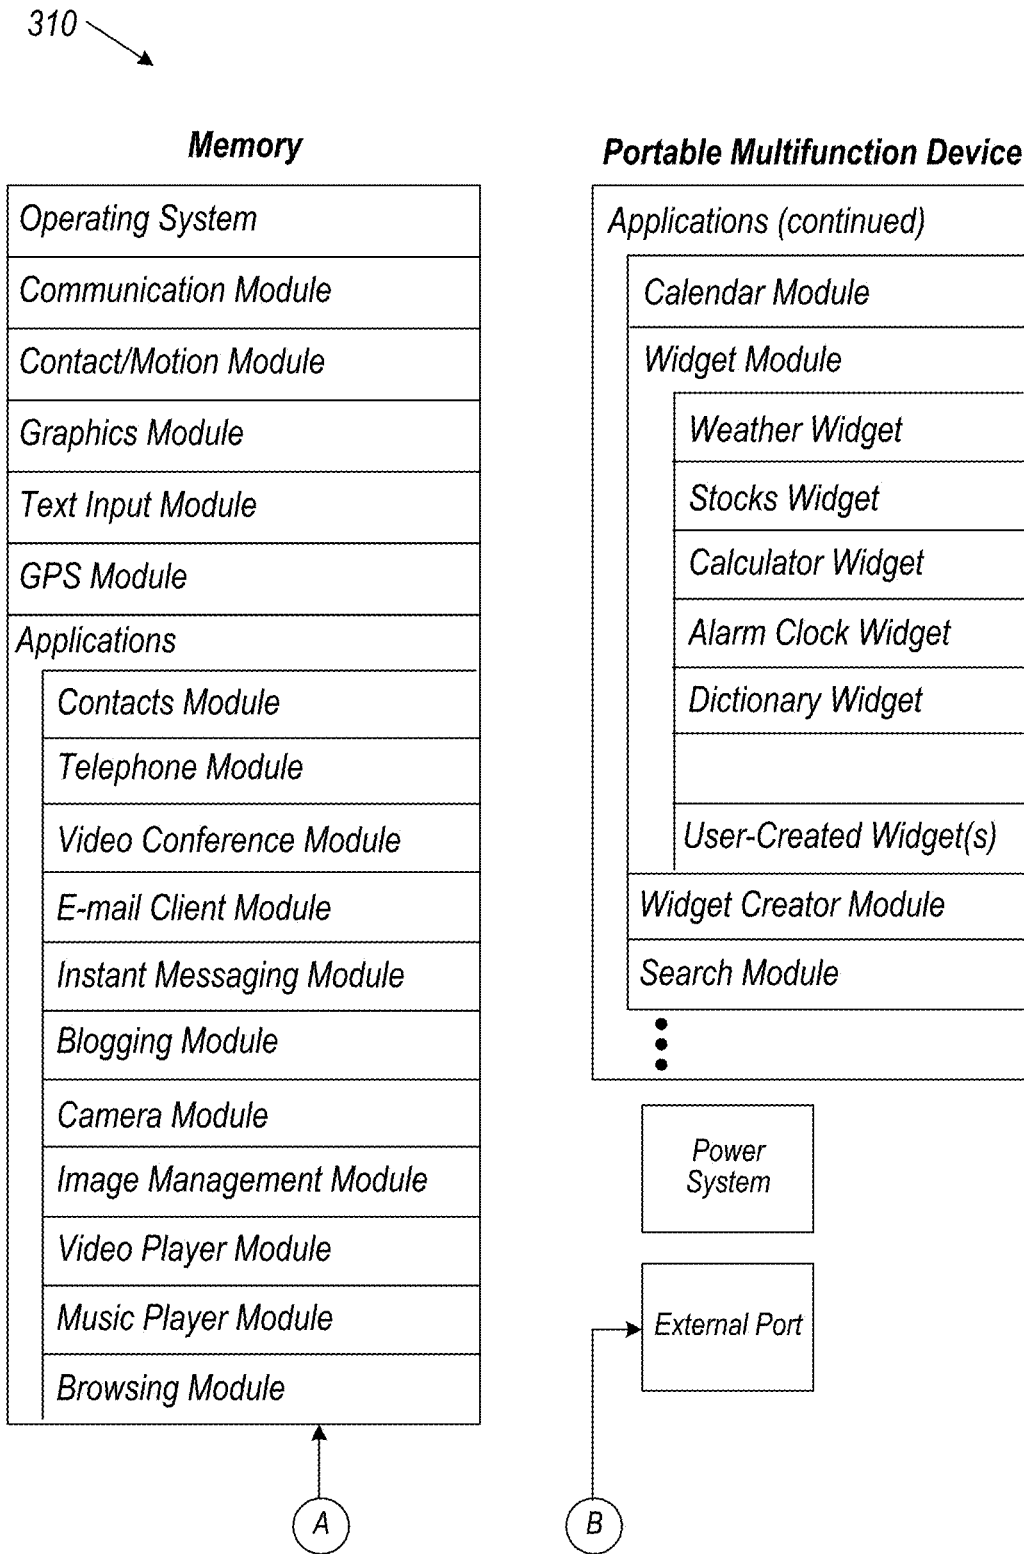 310
Memory
Operating System
Communication Module
Contact/Motion Module
Graphics Module
Text Input Module
GPS Module
Applications
Contacts Module
Telephone Module
Video Conference Module
E-mail Client Module
Instant Messaging Module
Blogging Module
Camera Module
Image Management Module
Video Player Module
Music Player Module
Browsing Module
A
Portable Multifunction Device
Applications (continued)
Calendar Module
Widget Module
Weather Widget
Stocks Widget
Calculator Widget
Alarm Clock Widget
Dictionary Widget
User-Created Widget(s)
Widget Creator Module
Search Module
Power
System
External Port
B